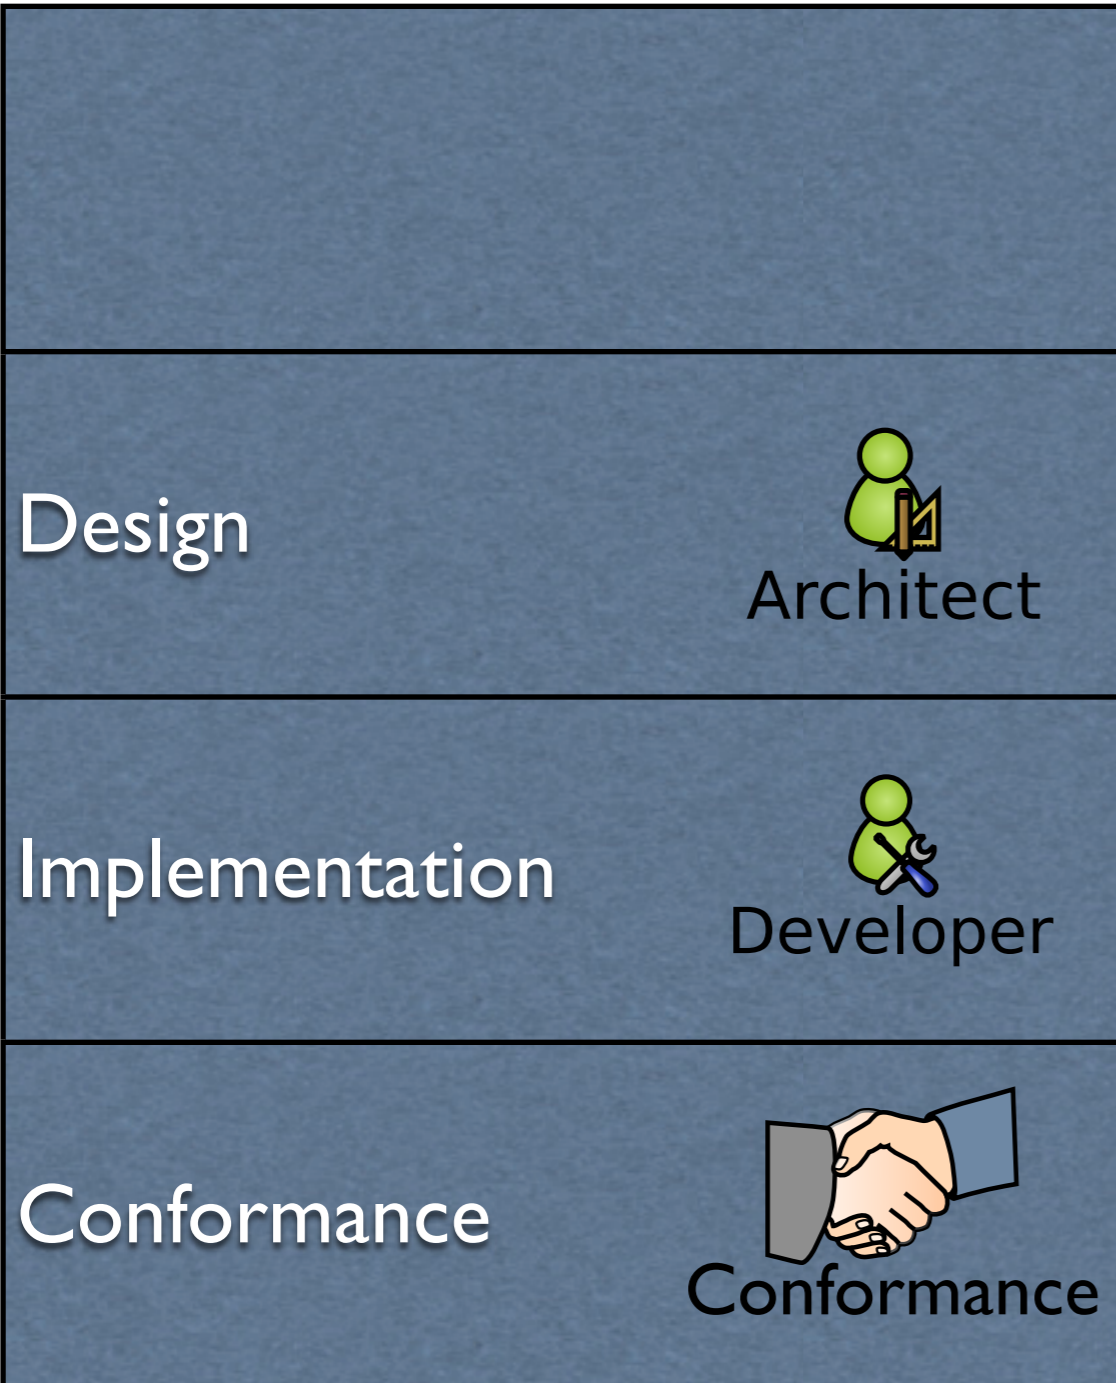 Design
Architect
Implementation
Developer
Conformance
Conformance